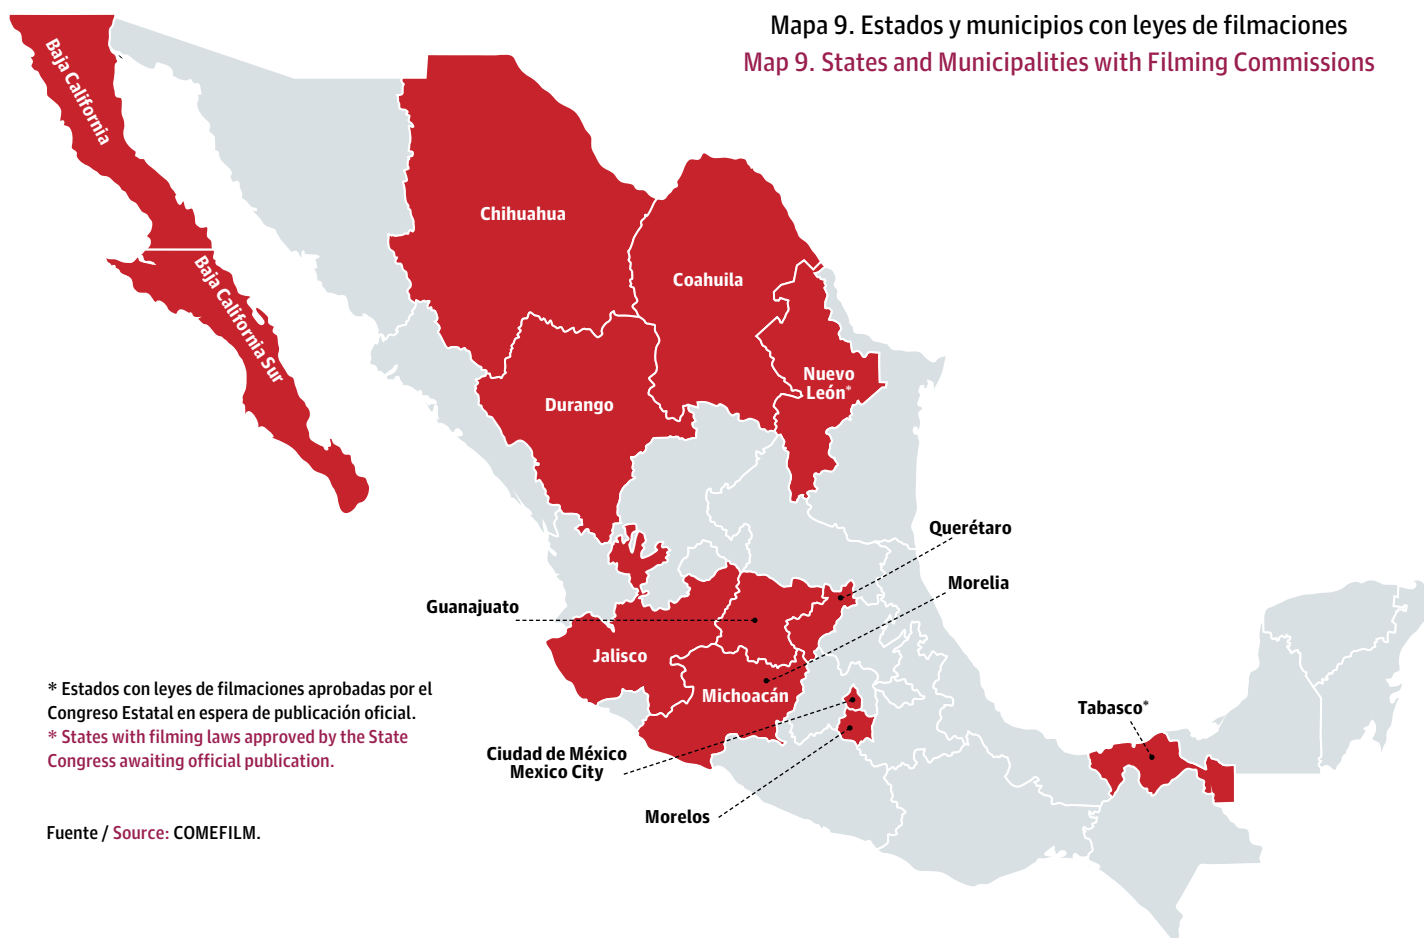 Mapa 9. Estados y municipios con leyes de filmaciones
Map 9. States and Municipalities with Filming Commissions
Baja California
Baja California Sur
Chihuahua
Coahuila
Nuevo
León*
Durango
Querétaro
Morelia
Guanajuato
Jalisco
Michoacán
Ciudad de México
Mexico City
Morelos
Tabasco*
* Estados con leyes de filmaciones aprobadas por el
Congreso Estatal en espera de publicación oficial.
* States with filming laws approved by the State
Congress awaiting official publication.
Fuente / Source: COMEFILM.